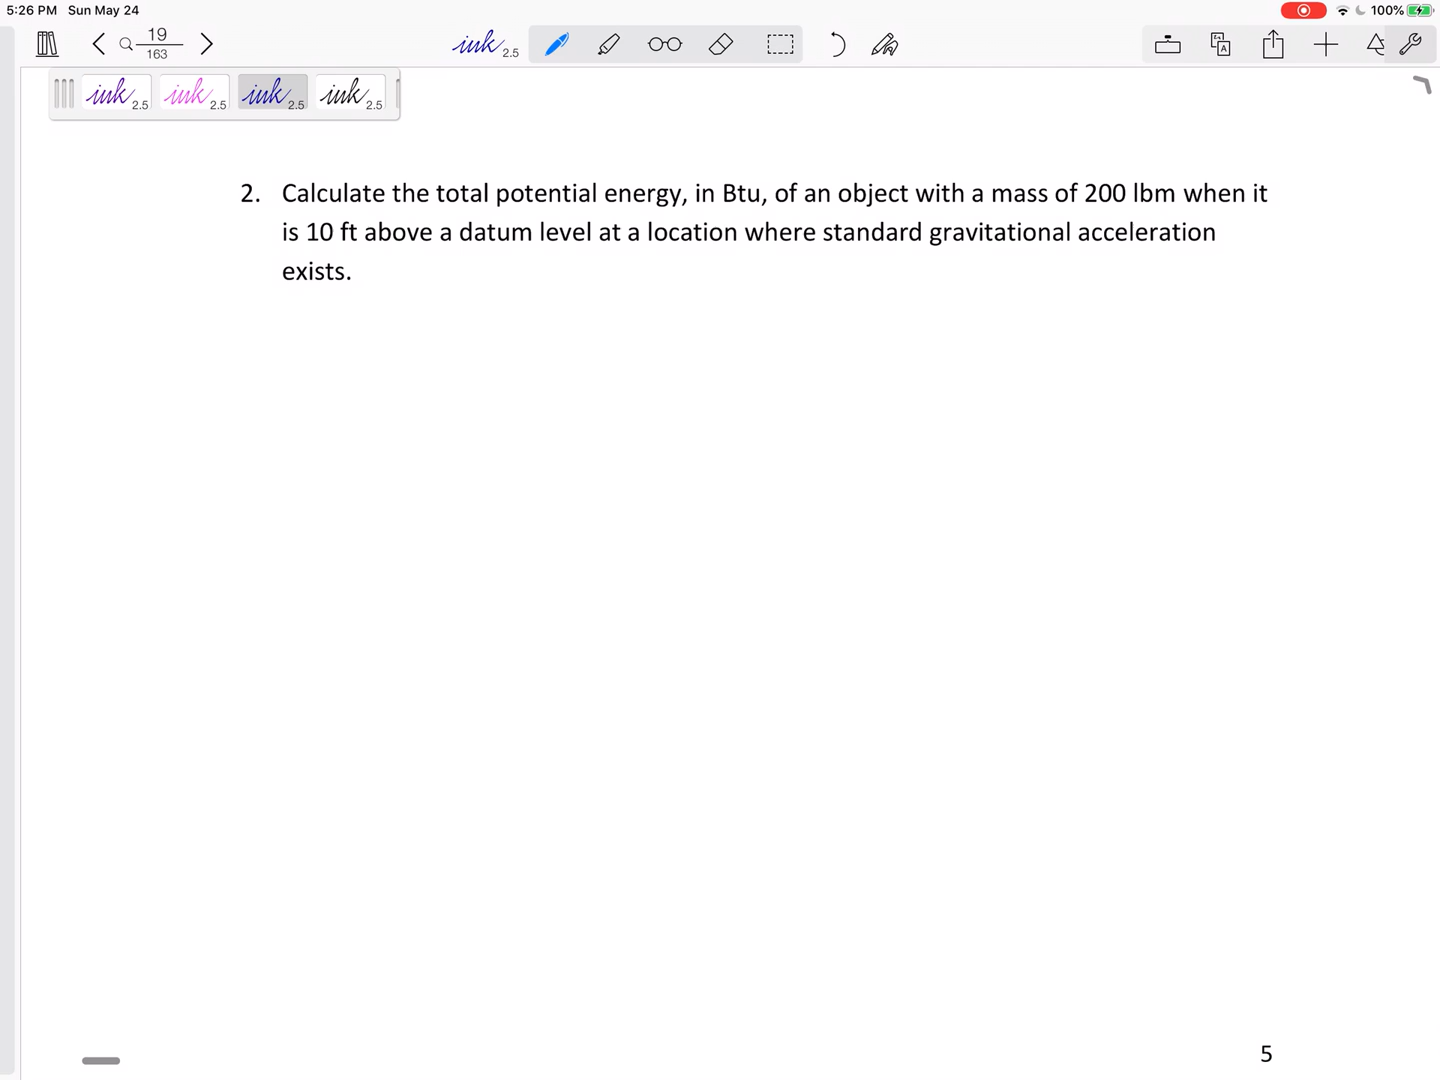 5:26 PM Sun May 24
100%
19
163
ink 2.5
ink 2.5 ink 2.5 ink 2.5 ink 2.5
2. Calculate the total potential energy, in Btu, of an object with a mass of 200 lbm when it
is 10 ft above a datum level at a location where standard gravitational acceleration
exists.
5